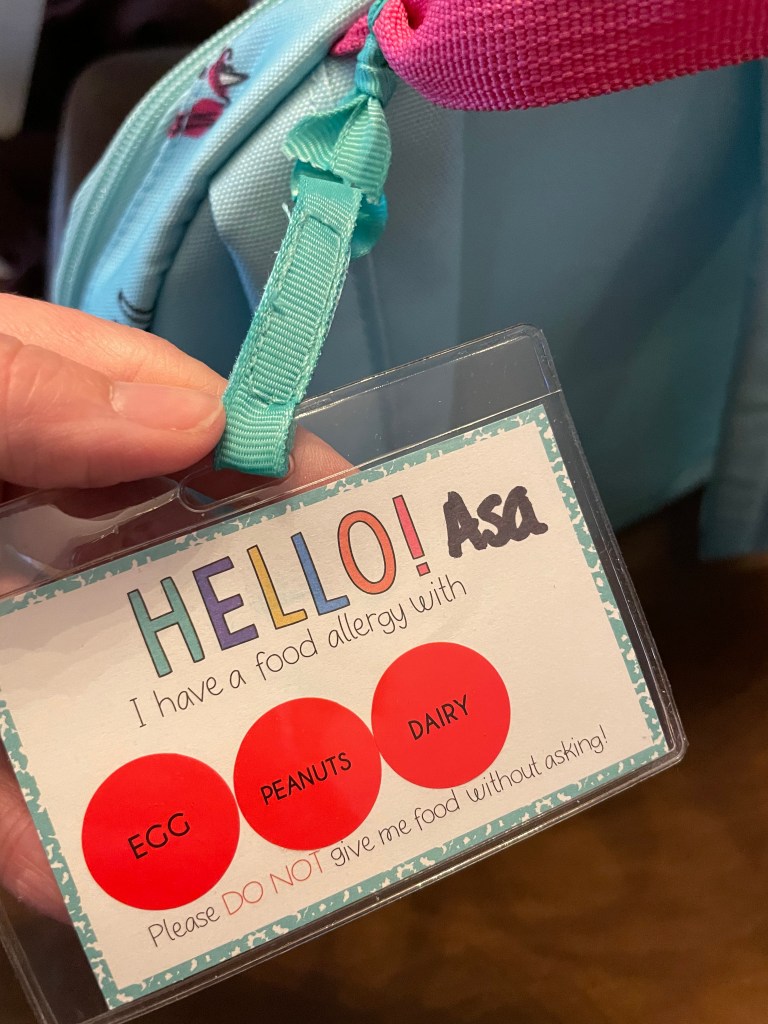 HELLO! Asa
I have a food allergy with
EGG
PEANUTS
DAIRY
Please DO NOT give me food without asking!